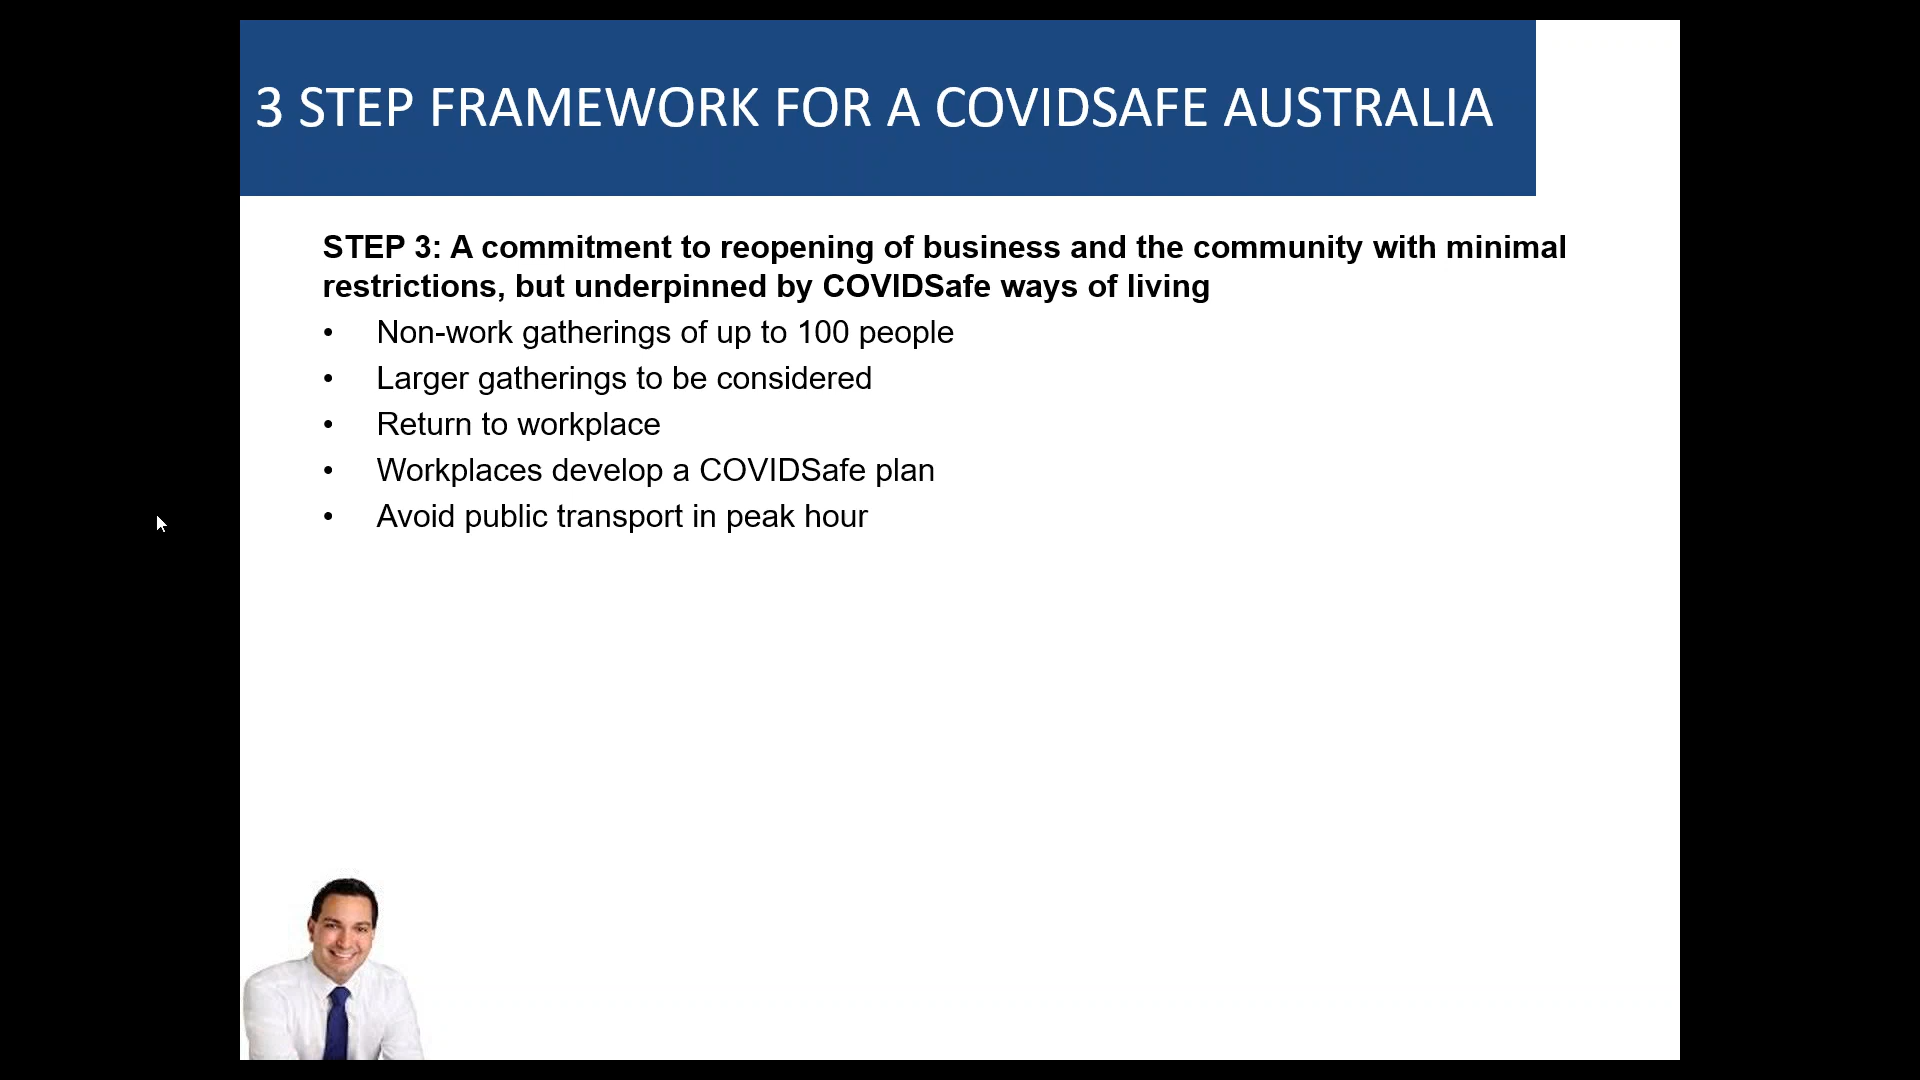 3 STEP FRAMEWORK FOR A COVIDSAFE AUSTRALIA
STEP 3: A commitment to reopening of business and the community with minimal
restrictions, but underpinned by COVIDSafe ways of living
• Non-work gatherings of up to 100 people
• Larger gatherings to be considered
• Return to workplace
• Workplaces develop a COVIDSafe plan
• Avoid public transport in peak hour